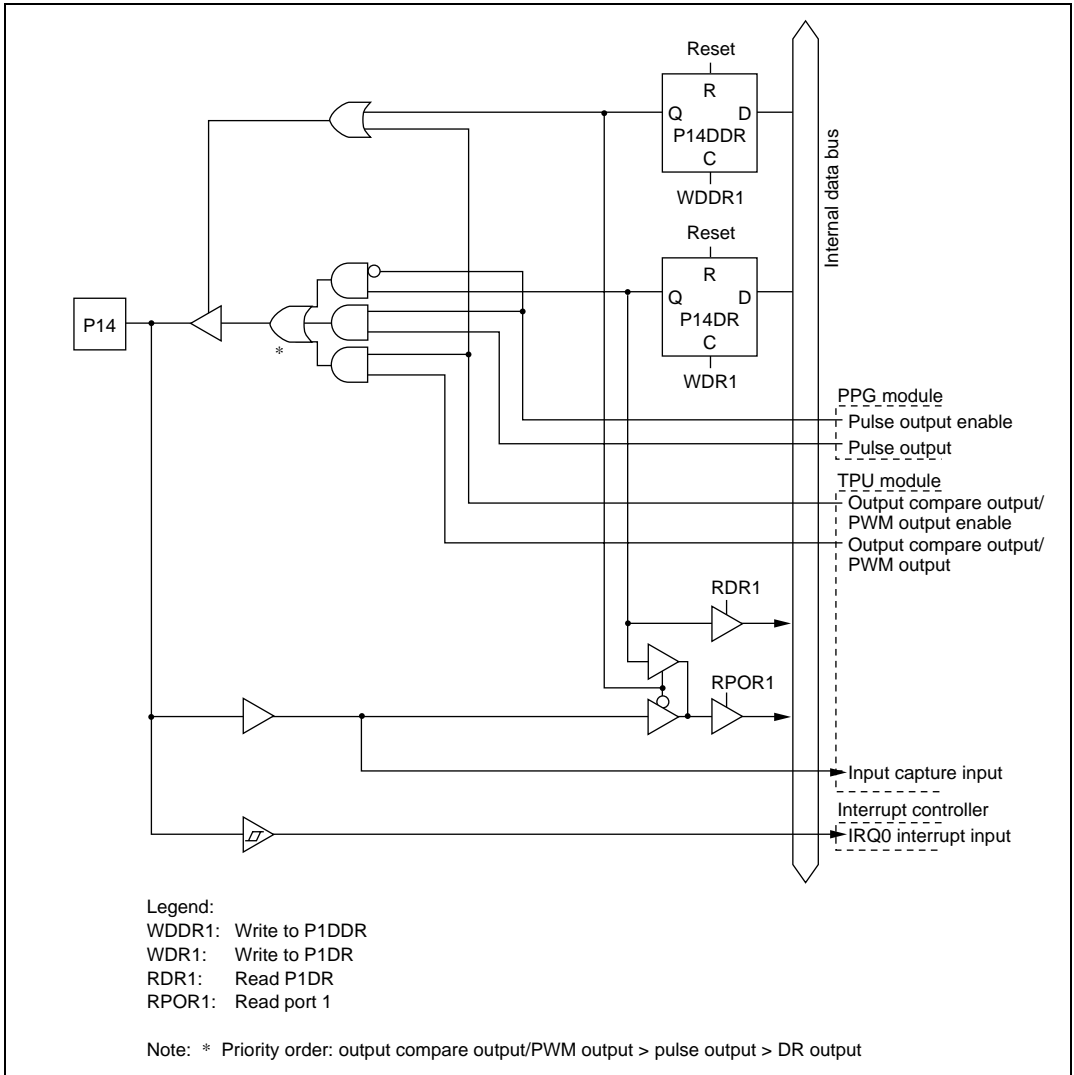 Reset
R
Q D
P14DDR
C
WDDR1
Reset
R
Q D
P14DR
C
WDR1
Internal data bus
P14
*
PPG module
Pulse output enable
Pulse output
TPU module
Output compare output/
PWM output enable
Output compare output/
PWM output
RDR1
RPOR1
Input capture input
Interrupt controller
IRQ0 interrupt input
Legend:
WDDR1: Write to P1DDR
WDR1: Write to P1DR
RDR1: Read P1DR
RPOR1: Read port 1
Note: * Priority order: output compare output/PWM output > pulse output > DR output